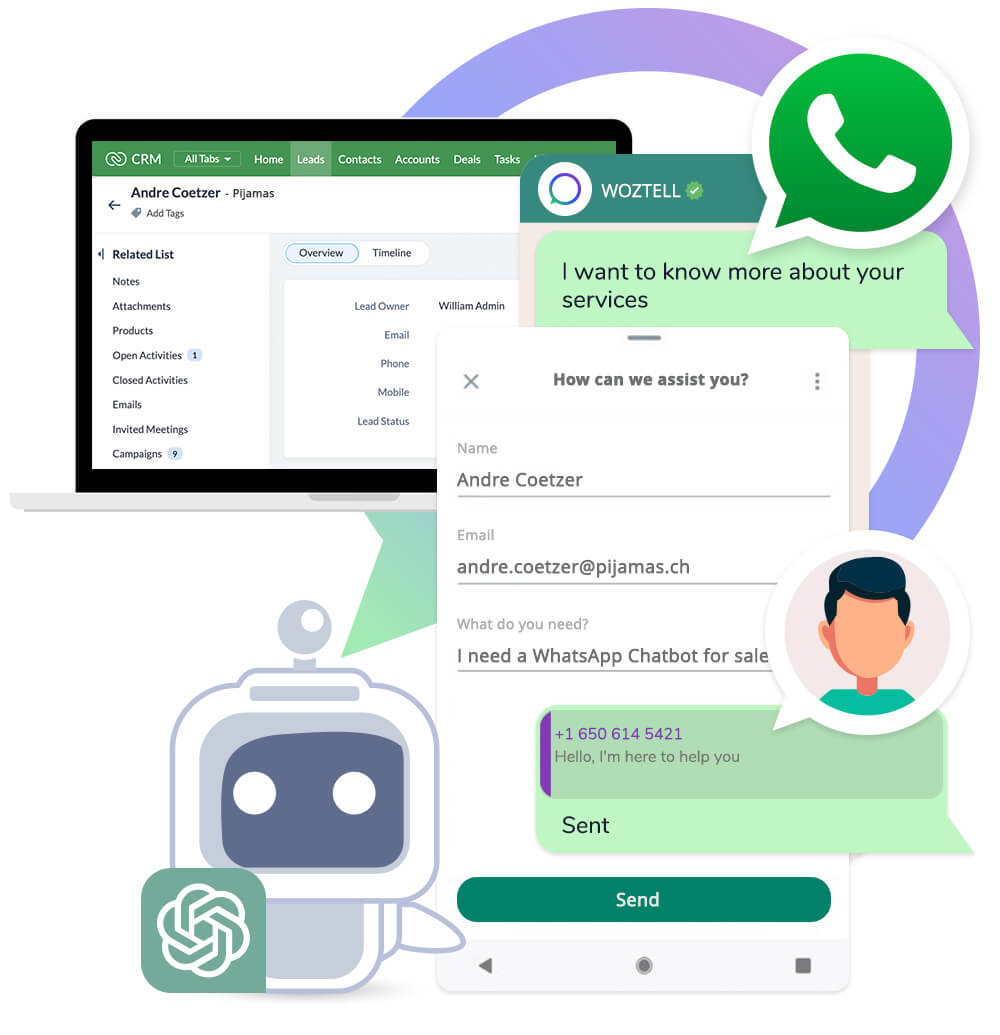 CRM
All Tabs
Home
Leads
Contacts
Accounts
Deals
Tasks
Andre Coetzer - Pijamas
Add Tags
Related List
Notes
Attachments
Products
Open Activities 1
Closed Activities
Emails
Invited Meetings
Campaigns 9
Overview
Timeline
Lead Owner William Admin
Email
Phone
Mobile
Lead Status
WOZTELL
I want to know more about your
services
How can we assist you?
Name
Andre Coetzer
Email
andre.coetzer@pijamas.ch
What do you need?
I need a WhatsApp Chatbot for sale
+1 650 614 5421
Hello, I'm here to help you
Sent
Send